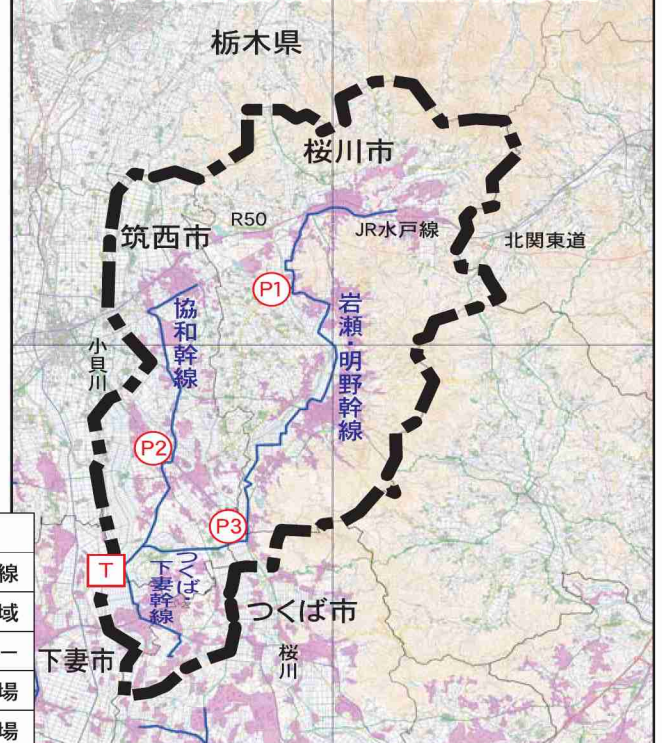 栃木県
桜川市
筑西市
R50
JR水戸線
北関東道
P1
協和幹線
岩瀬・明野幹線
小貝川
P2
P3
線
T
つくば・
下妻幹線
域
つくば市
ー
下妻市
桜川
場
場